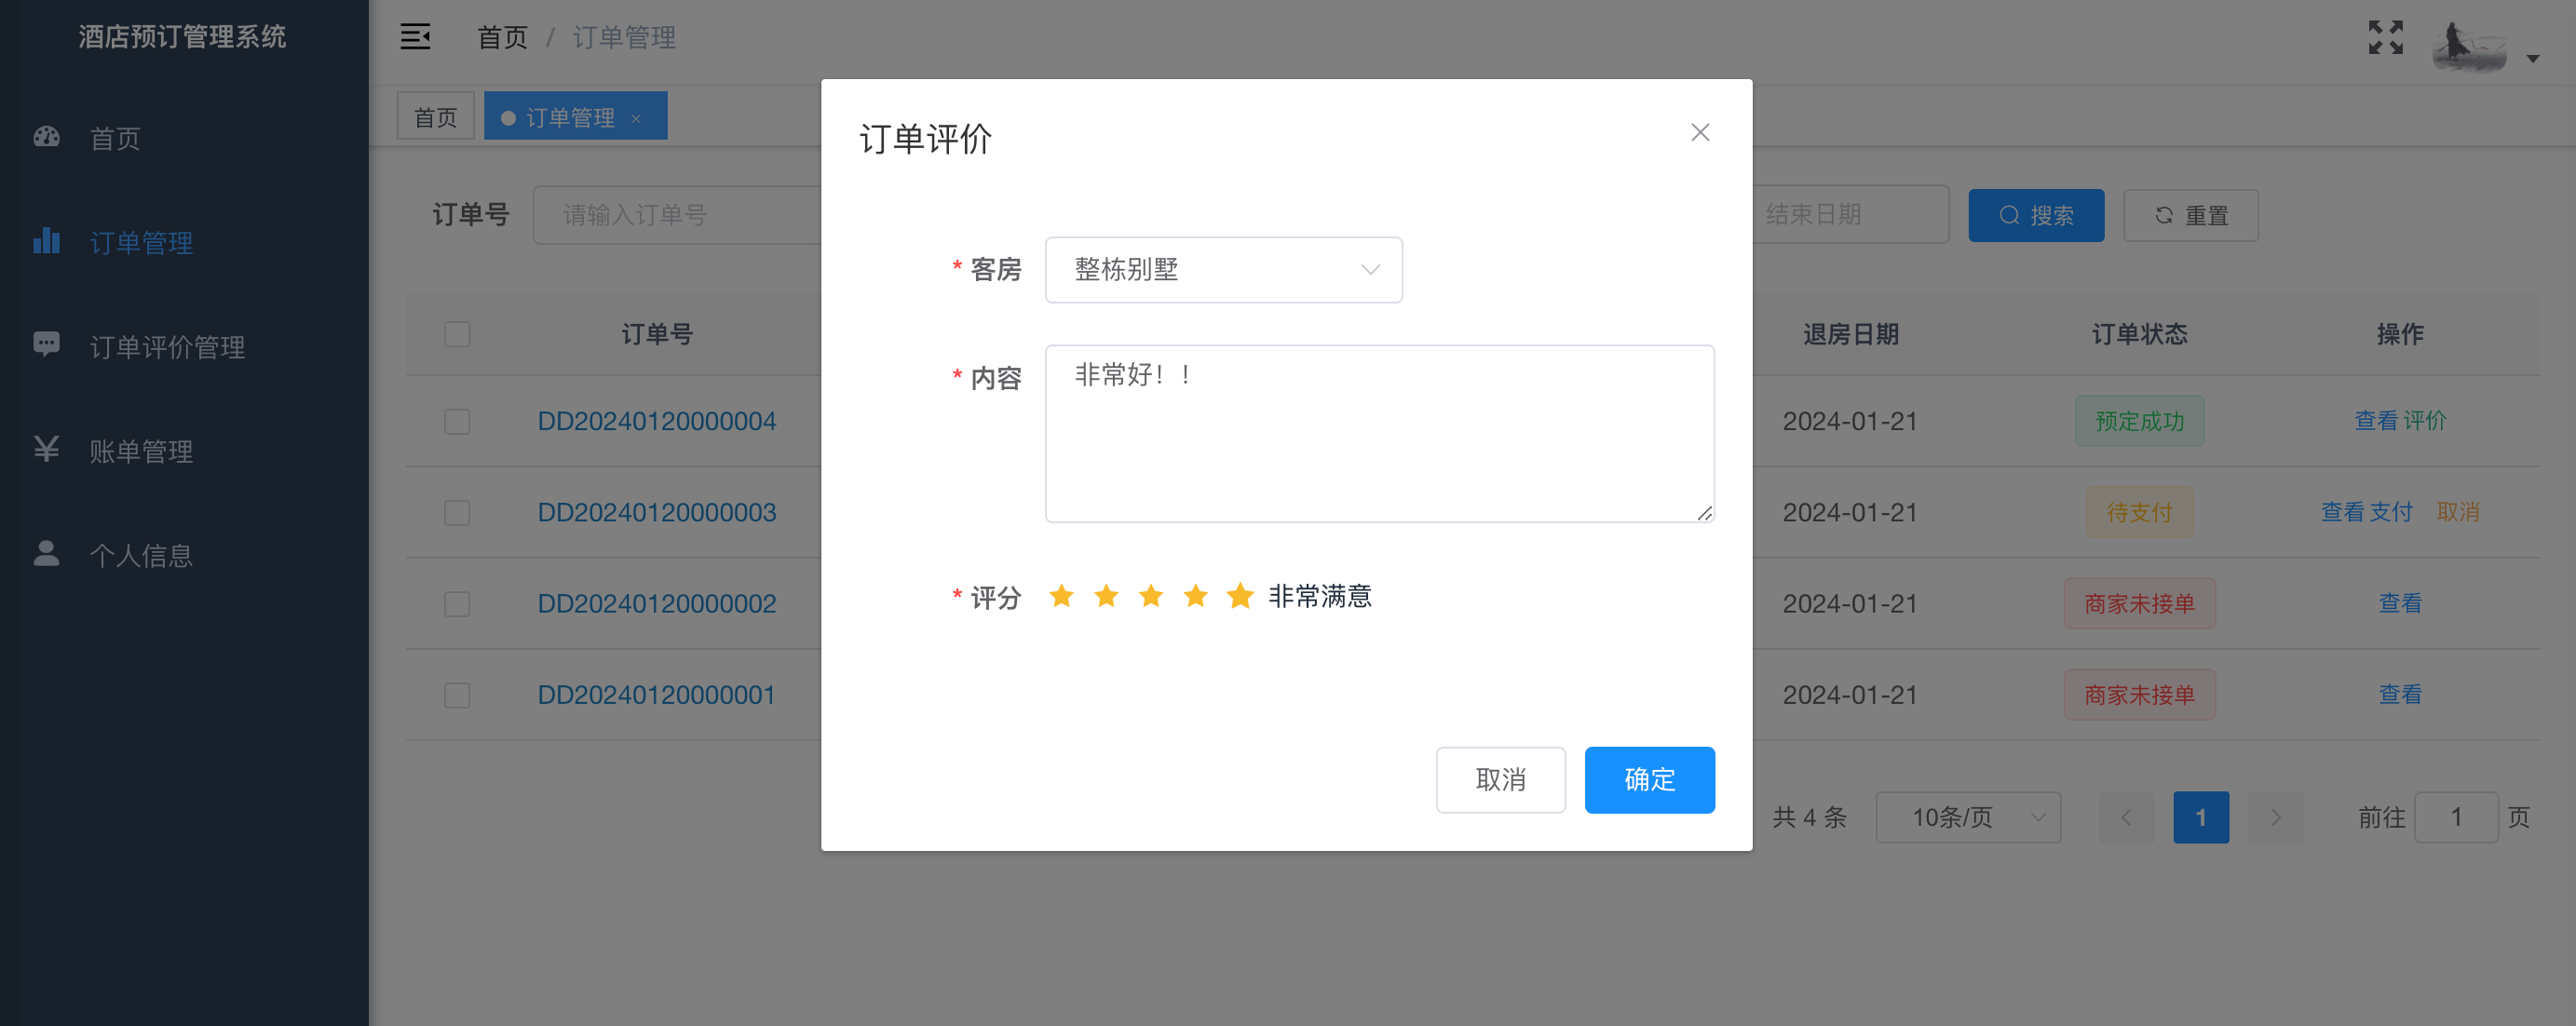 酒店预订管理系统
首页 / 订单管理
首页
订单管理 ×
首页
订单管理
订单评价管理
账单管理
个人信息
订单号 请输入订单号 结束日期 搜索 重置
订单号 退房日期 订单状态 操作
DD20240120000004 2024-01-21 预定成功 查看 评价
DD20240120000003 2024-01-21 待支付 查看 支付 取消
DD20240120000002 2024-01-21 商家未接单 查看
DD20240120000001 2024-01-21 商家未接单 查看
共 4 条 10条/页 1 前往 1 页
订单评价
* 客房 整栋别墅
* 内容 非常好！！
* 评分 非常满意
取消 确定